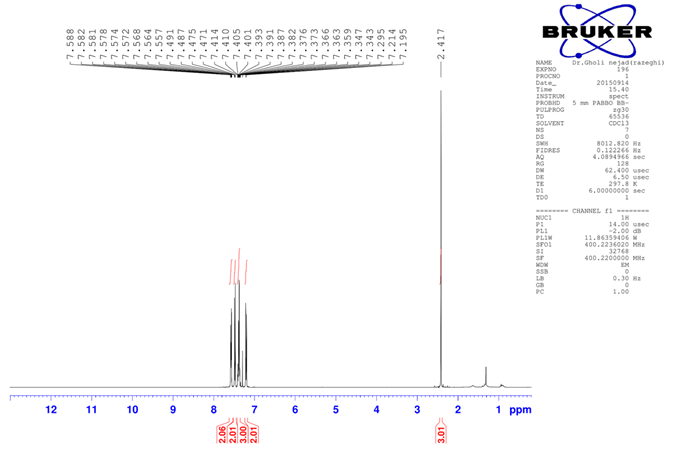 7.588
7.582
7.581
7.578
7.574
7.572
7.568
7.564
7.557
7.491
7.487
7.475
7.471
7.414
7.410
7.405
7.401
7.393
7.391
7.387
7.382
7.376
7.373
7.366
7.363
7.359
7.347
7.343
7.295
7.214
7.195
2.417
BRUKER
NAME Dr.Gholi nejad(razeghi)
EXPNO 196
PROCNO 1
Date_ 20150914
Time 15.40
INSTRUM spect
PROBHD 5 mm PABBO BB-
PULPROG zg30
TD 65536
SOLVENT CDCl3
NS 7
DS 0
SWH 8012.820 Hz
FIDRES 0.122266 Hz
AQ 4.0894966 sec
RG 128
DW 62.400 usec
DE 6.50 usec
TE 297.8 K
D1 6.00000000 sec
TD0 1
======== CHANNEL f1 ========
NUC1 1H
P1 14.00 usec
PL1 -2.00 dB
PL1W 11.86359406 W
SFO1 400.2236020 MHz
SI 32768
SF 400.2200000 MHz
WDW EM
SSB 0
LB 0.30 Hz
GB 0
PC 1.00
12 11 10 9 8 7 6 5 4 3 2 1 ppm
2.06
2.01
3.00
2.01
3.01